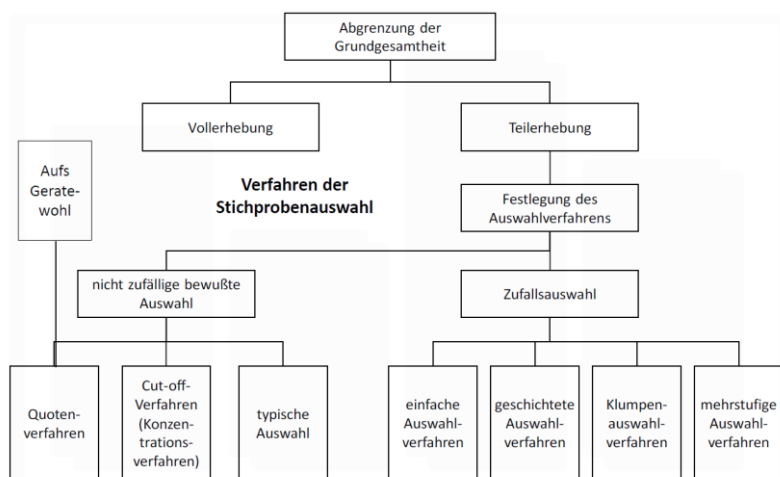 Abgrenzung der
Grundgesamtheit
Vollerhebung
Teilerhebung
Aufs
Gerate-
wohl
Verfahren der
Stichprobenauswahl
Festlegung des
Auswahlverfahrens
nicht zufällige bewußte
Auswahl
Zufallsauswahl
Quoten-
verfahren
Cut-off-
Verfahren
(Konzen-
trations-
verfahren)
typische
Auswahl
einfache
Auswahl-
verfahren
geschichtete
Auswahl-
verfahren
Klumpen-
auswahl-
verfahren
mehrstufige
Auswahl-
verfahren